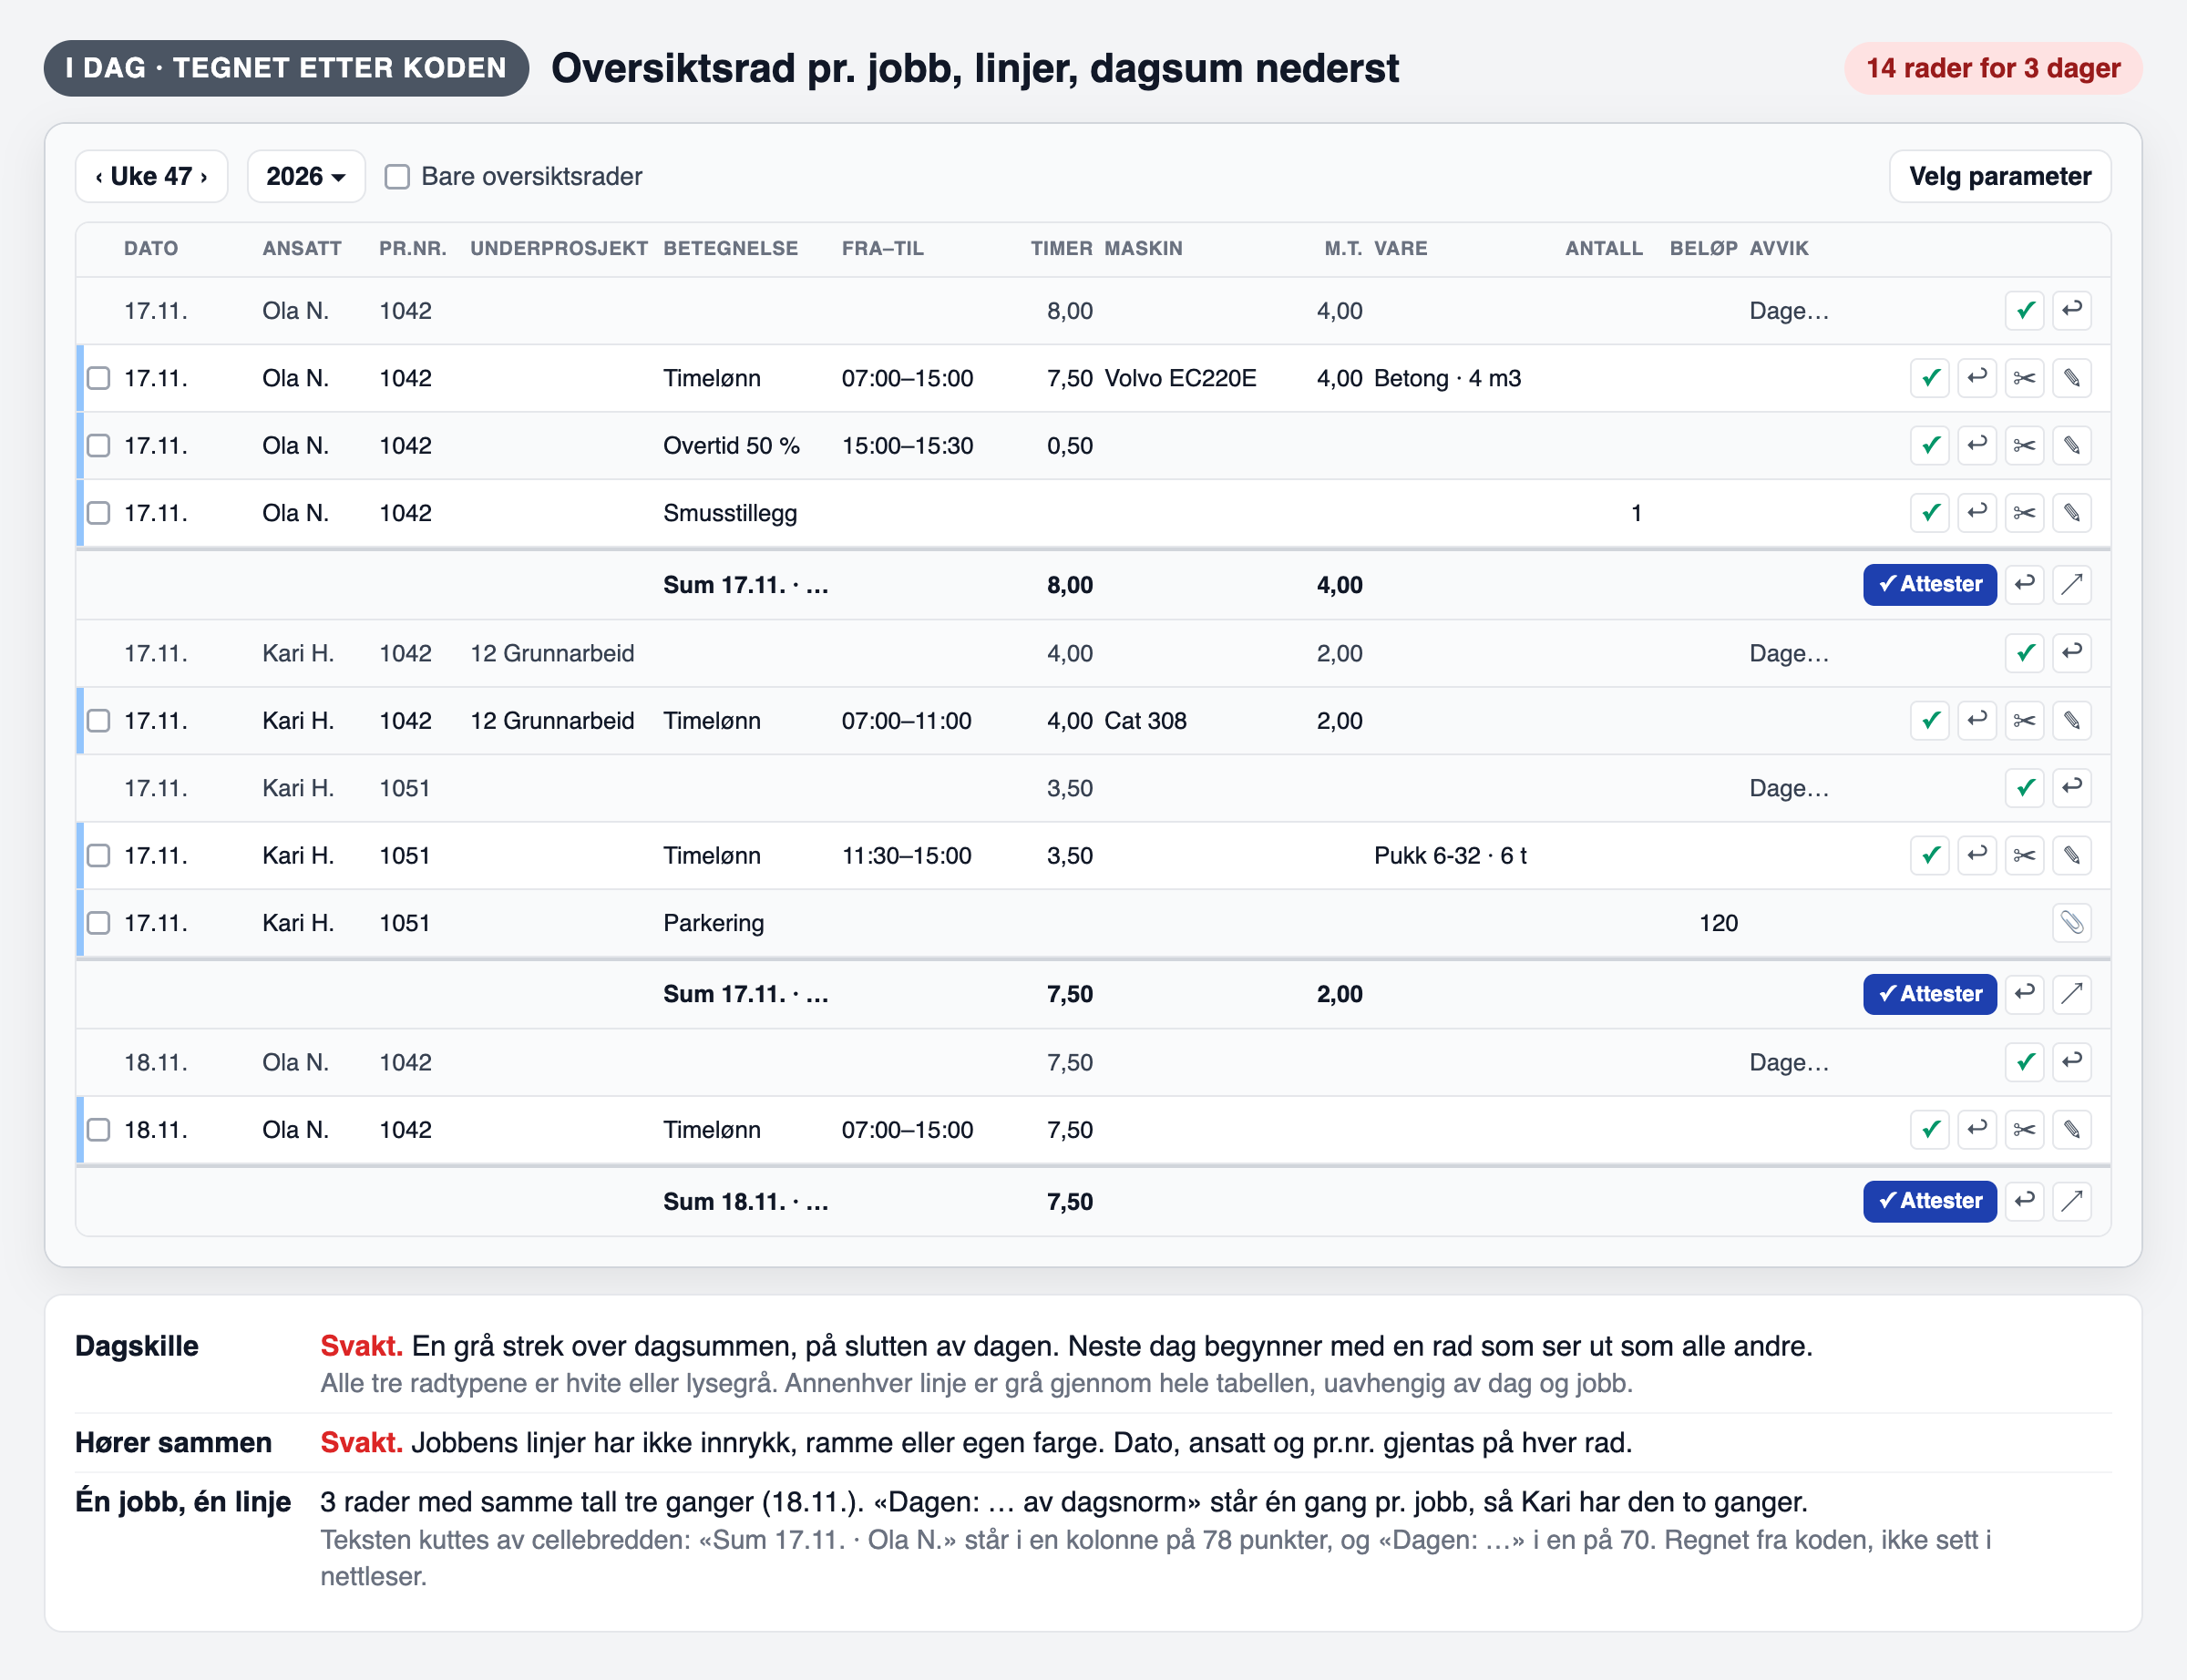 I DAG · TEGNET ETTER KODEN Oversiktsrad pr. jobb, linjer, dagsum nederst 14 rader for 3 dager
‹ Uke 47 › 2026 Bare oversiktsrader Velg parameter
DATO ANSATT PR.NR. UNDERPROSJEKT BETEGNELSE FRA–TIL TIMER MASKIN M.T. VARE ANTALL BELØP AVVIK
17.11. Ola N. 1042 8,00 4,00 Dage… ✓ ↩
17.11. Ola N. 1042 Timelønn 07:00–15:00 7,50 Volvo EC220E 4,00 Betong · 4 m3 ✓ ↩ ✂ ✎
17.11. Ola N. 1042 Overtid 50 % 15:00–15:30 0,50 ✓ ↩ ✂ ✎
17.11. Ola N. 1042 Smusstillegg 1 ✓ ↩ ✂ ✎
Sum 17.11. · … 8,00 4,00 ✓ Attester ↩ ⤢
17.11. Kari H. 1042 12 Grunnarbeid 4,00 2,00 Dage… ✓ ↩
17.11. Kari H. 1042 12 Grunnarbeid Timelønn 07:00–11:00 4,00 Cat 308 2,00 ✓ ↩ ✂ ✎
17.11. Kari H. 1051 3,50 Dage… ✓ ↩
17.11. Kari H. 1051 Timelønn 11:30–15:00 3,50 Pukk 6-32 · 6 t ✓ ↩ ✂ ✎
17.11. Kari H. 1051 Parkering 120
Sum 17.11. · … 7,50 2,00 ✓ Attester ↩ ⤢
18.11. Ola N. 1042 7,50 Dage… ✓ ↩
18.11. Ola N. 1042 Timelønn 07:00–15:00 7,50 ✓ ↩ ✂ ✎
Sum 18.11. · … 7,50 ✓ Attester ↩ ⤢
Dagskille Svakt. En grå strek over dagsummen, på slutten av dagen. Neste dag begynner med en rad som ser ut som alle andre.
Alle tre radtypene er hvite eller lysegrå. Annenhver linje er grå gjennom hele tabellen, uavhengig av dag og jobb.
Hører sammen Svakt. Jobbens linjer har ikke innrykk, ramme eller egen farge. Dato, ansatt og pr.nr. gjentas på hver rad.
Én jobb, én linje 3 rader med samme tall tre ganger (18.11.). «Dagen: … av dagsnorm» står én gang pr. jobb, så Kari har den to ganger.
Teksten kuttes av cellebredden: «Sum 17.11. · Ola N.» står i en kolonne på 78 punkter, og «Dagen: …» i en på 70. Regnet fra koden, ikke sett i
nettleser.